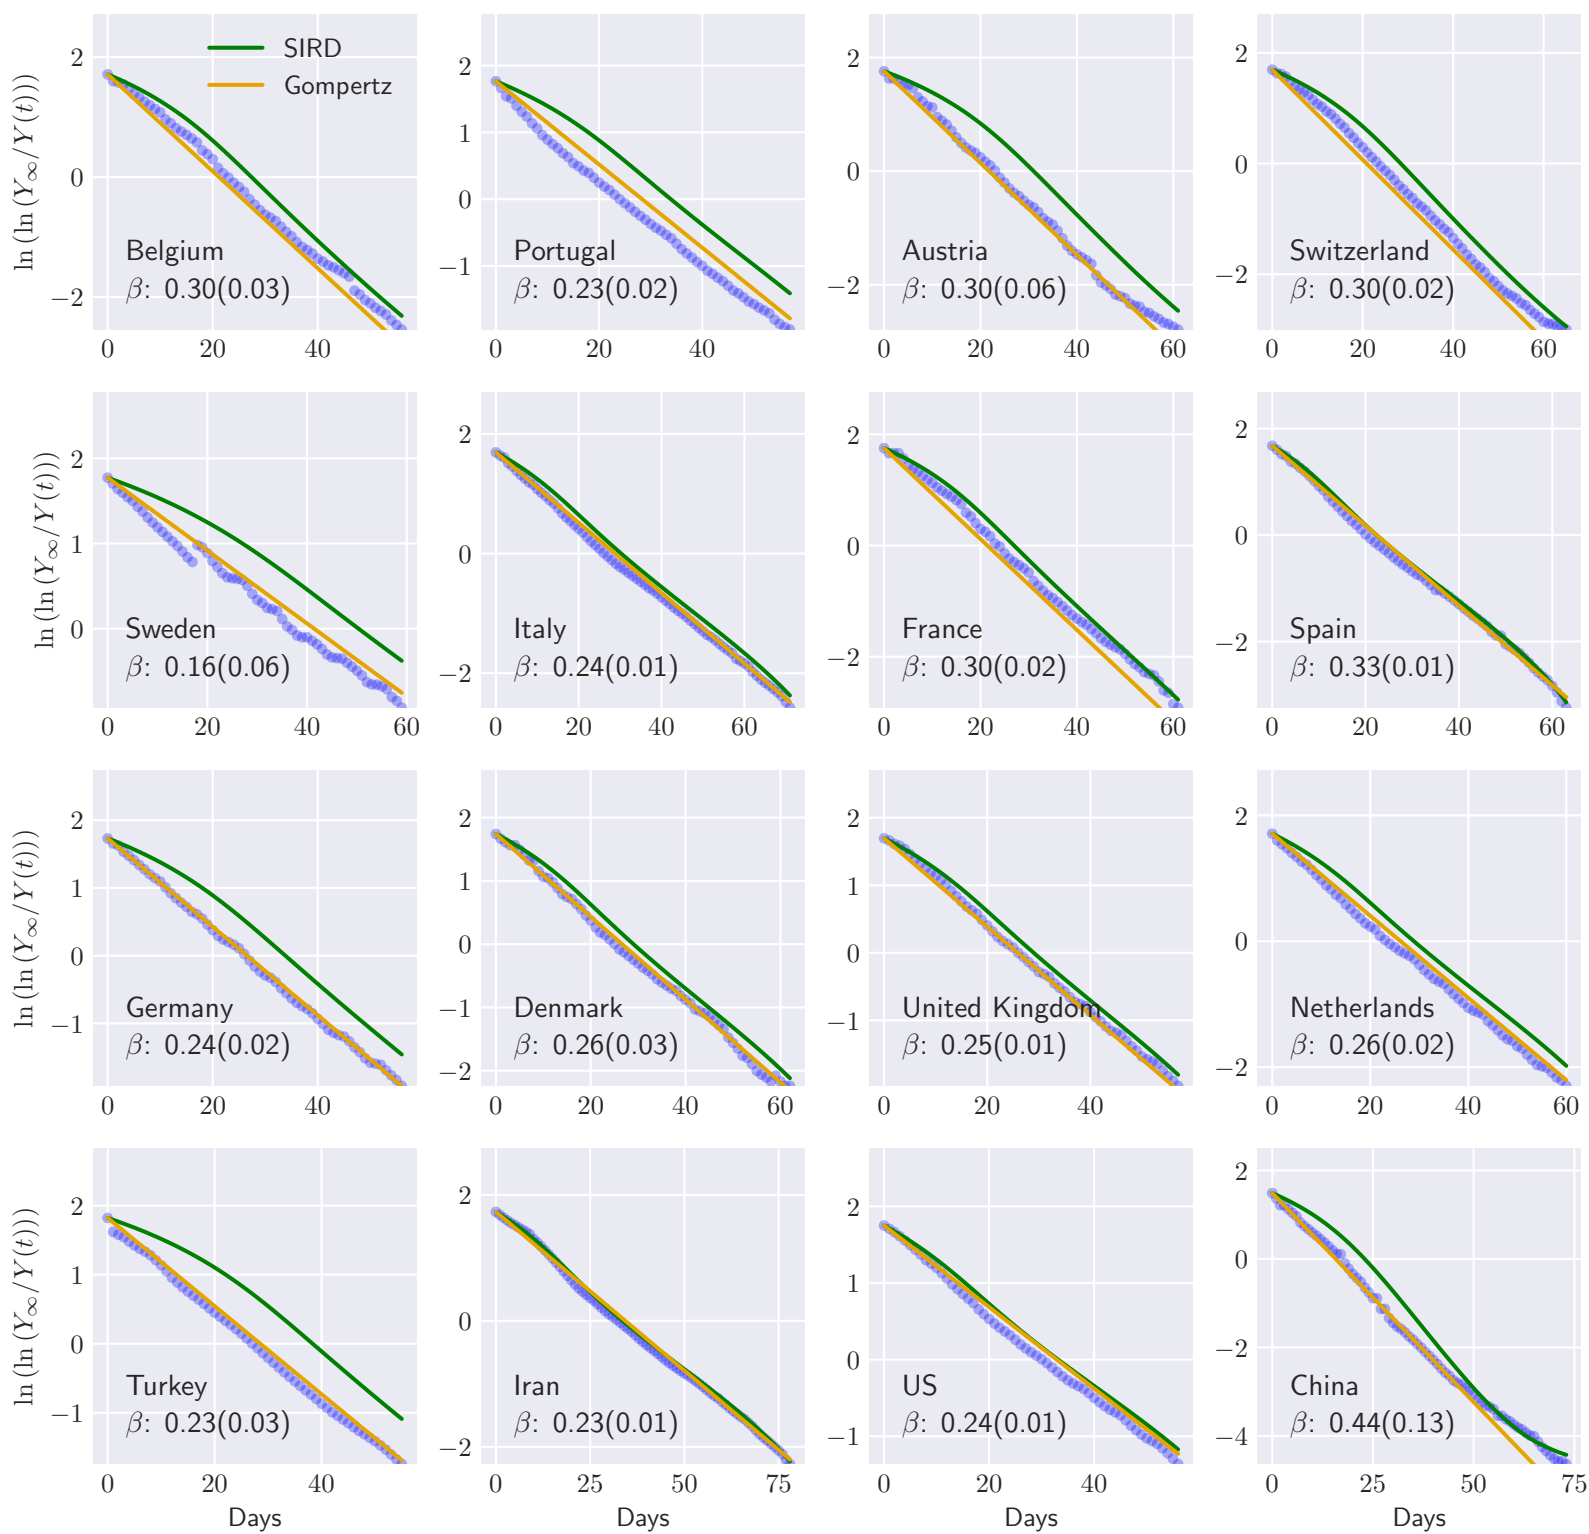 SIRD
Gompertz
ln (ln (Y∞/Y(t)))
2
0
−2
Belgium
β: 0.30(0.03)
0 20 40
2
1
0
−1
Portugal
β: 0.23(0.02)
0 20 40
2
0
−2
Austria
β: 0.30(0.06)
0 20 40 60
2
0
−2
Switzerland
β: 0.30(0.02)
0 20 40 60
ln (ln (Y∞/Y(t)))
2
1
0
Sweden
β: 0.16(0.06)
0 20 40 60
2
0
−2
Italy
β: 0.24(0.01)
0 20 40 60
2
0
−2
France
β: 0.30(0.02)
0 20 40 60
2
0
−2
Spain
β: 0.33(0.01)
0 20 40 60
ln (ln (Y∞/Y(t)))
2
1
0
−1
Germany
β: 0.24(0.02)
0 20 40
2
1
0
−1
−2
Denmark
β: 0.26(0.03)
0 20 40 60
2
1
0
−1
United Kingdom
β: 0.25(0.01)
0 20 40
2
0
−2
Netherlands
β: 0.26(0.02)
0 20 40 60
ln (ln (Y∞/Y(t)))
2
1
0
−1
Turkey
β: 0.23(0.03)
0 20 40
Days
2
0
−2
Iran
β: 0.23(0.01)
0 25 50 75
Days
2
1
0
−1
US
β: 0.24(0.01)
0 20 40
Days
2
0
−2
−4
China
β: 0.44(0.13)
0 25 50 75
Days